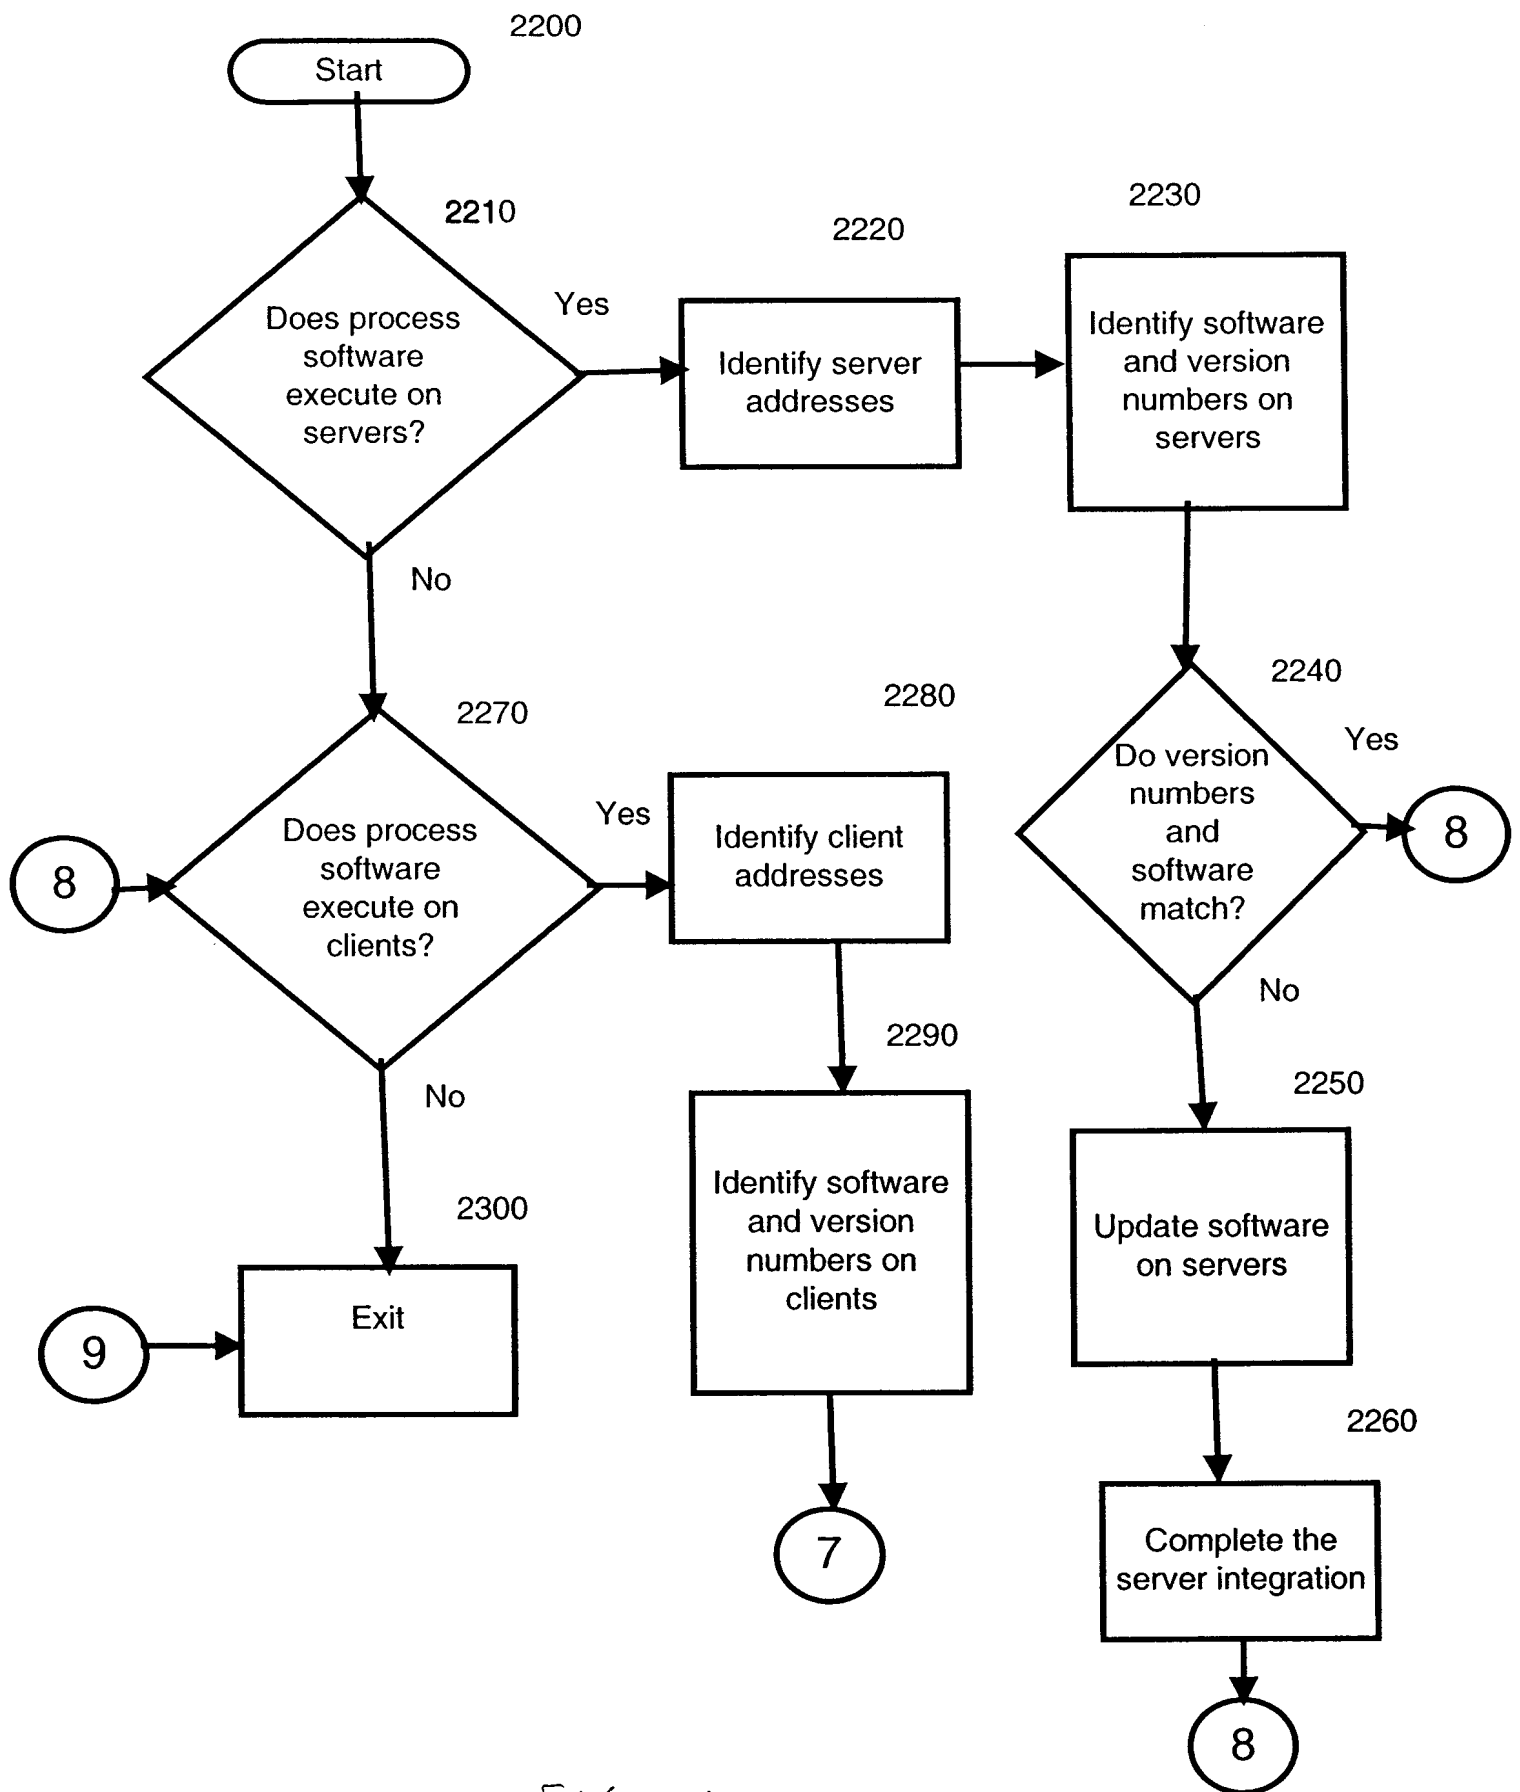 2200
Start
2210
Does process
software
execute on
servers?
Yes
No
2220
Identify server
addresses
2230
Identify software
and version
numbers on
servers
2240
Do version
numbers
and
software
match?
Yes
8
No
2250
Update software
on servers
2260
Complete the
server integration
8
2270
8
Does process
software
execute on
clients?
Yes
No
2280
Identify client
addresses
2290
Identify software
and version
numbers on
clients
7
2300
Exit
9